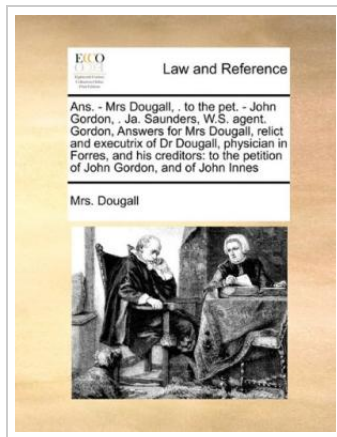 ECCO
Law and Reference
Ans. - Mrs Dougall, . to the pet. - John
Gordon, . Ja. Saunders, W.S. agent.
Gordon, Answers for Mrs Dougall, relict
and executrix of Dr Dougall, physician in
Forres, and his creditors: to the petition
of John Gordon, and of John Innes
Mrs. Dougall